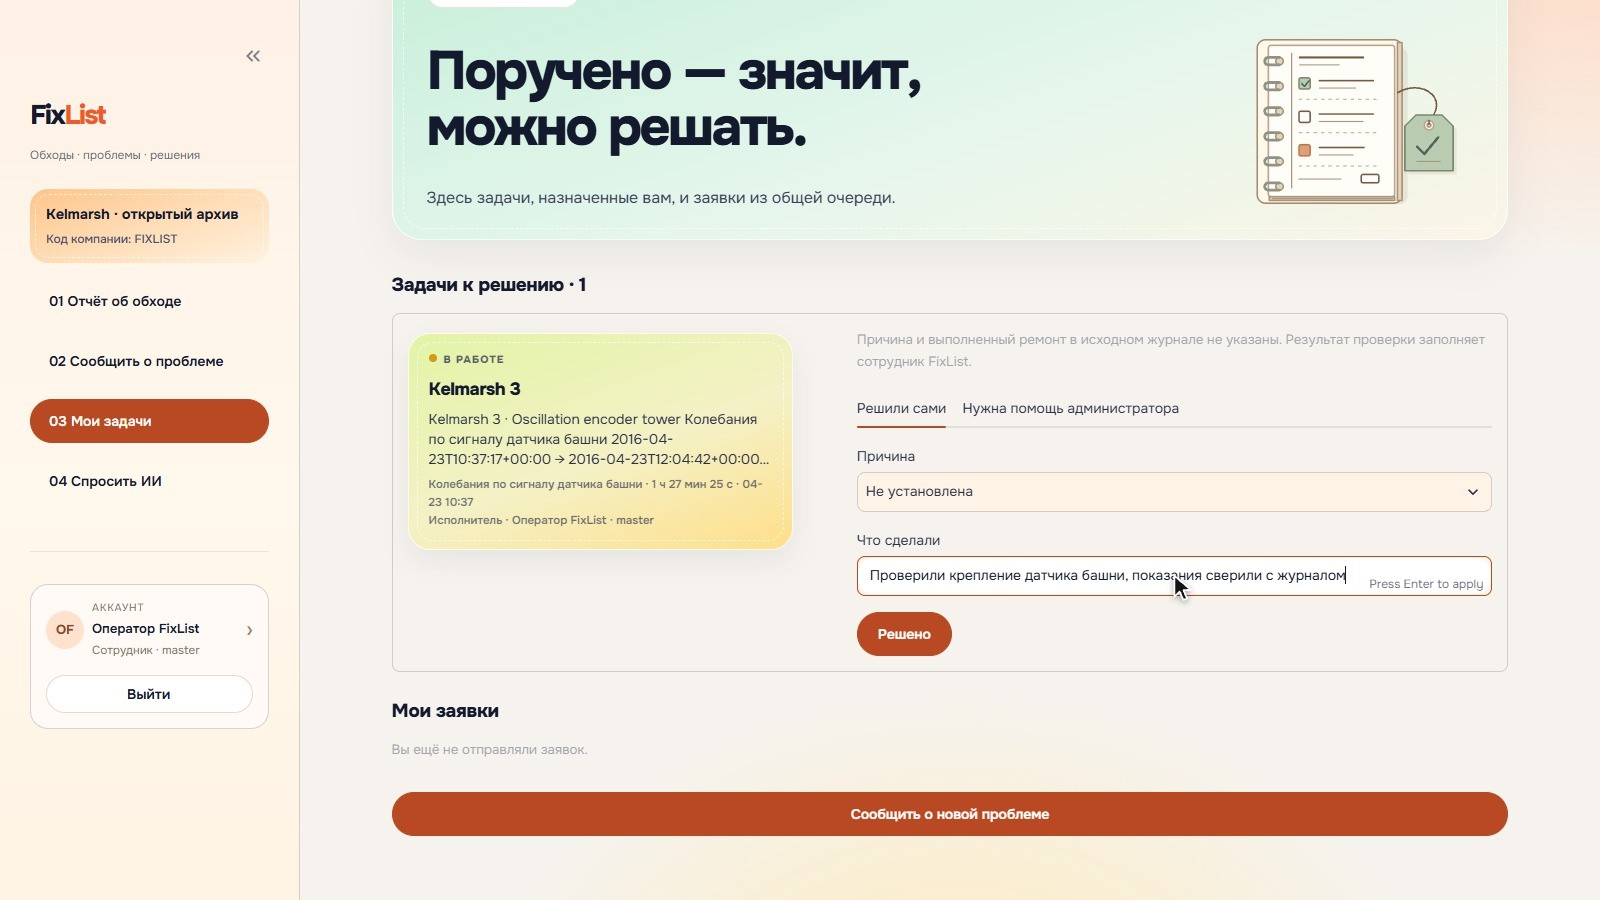 FixList
Обходы · проблемы · решения
Kelmarsh · открытый архив
Код компании: FIXLIST
01 Отчёт об обходе
02 Сообщить о проблеме
03 Мои задачи
04 Спросить ИИ
АККАУНТ
OF
Оператор FixList
Сотрудник · master
Выйти
Поручено — значит,
можно решать.
Здесь задачи, назначенные вам, и заявки из общей очереди.
Задачи к решению · 1
В РАБОТЕ
Kelmarsh 3
Kelmarsh 3 · Oscillation encoder tower Колебания
по сигналу датчика башни 2016-04-
23T10:37:17+00:00 → 2016-04-23T12:04:42+00:00...
Колебания по сигналу датчика башни · 1 ч 27 мин 25 с · 04-
23 10:37
Исполнитель · Оператор FixList · master
Причина и выполненный ремонт в исходном журнале не указаны. Результат проверки заполняет
сотрудник FixList.
Решили сами
Нужна помощь администратора
Причина
Не установлена
Что сделали
Проверили крепление датчика башни, показания сверили с журналом
Press Enter to apply
Решено
Мои заявки
Вы ещё не отправляли заявок.
Сообщить о новой проблеме